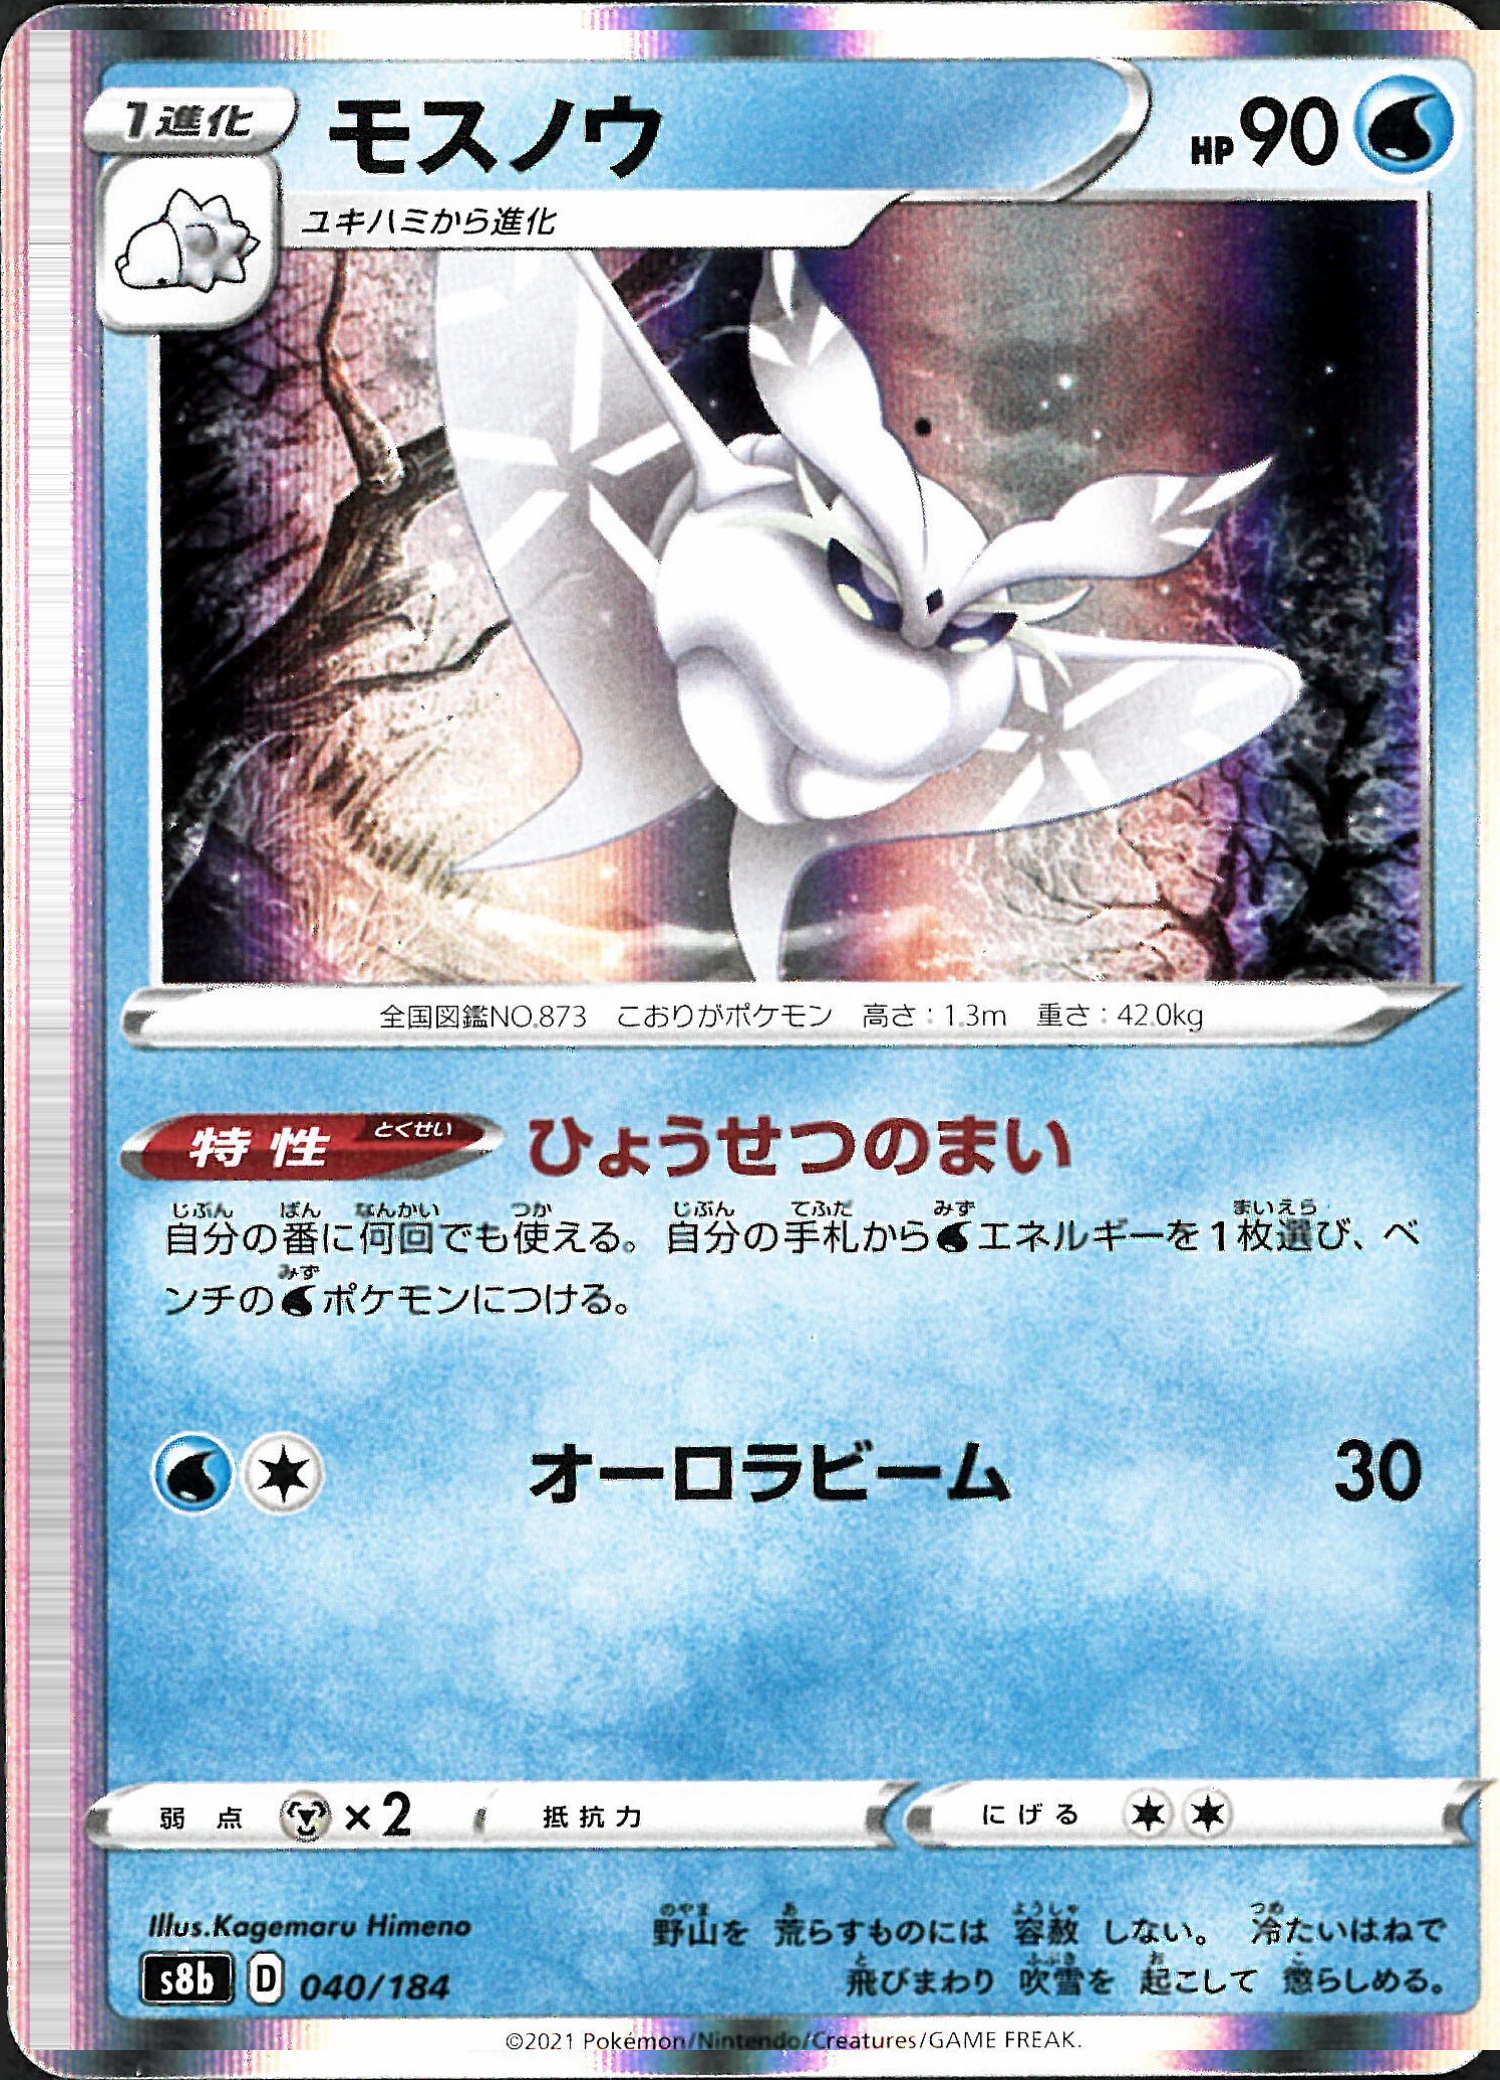 1進化
モスノウ
HP90
ユキハミから進化
全国図鑑NO.873 こおりがポケモン 高さ：1.3m 重さ：42.0kg
特性 とくせい ひょうせつのまい
じぶん ばん なんかい つか じぶん てふだ みず まいえら
自分の番に何回でも使える。自分の手札からエネルギーを1枚選び、ベ
みず
ンチのポケモンにつける。
オーロラビーム 30
弱点 ×2 抵抗力 にげる
Illus.Kagemaru Himeno
のやま あ ようしゃ つめ
野山を 荒らすものには 容赦 しない。 冷たいはねで
と ふぶき お こ
飛びまわり 吹雪を 起こして 懲らしめる。
s8b D 040/184
©2021 Pokémon/Nintendo/Creatures/GAME FREAK.